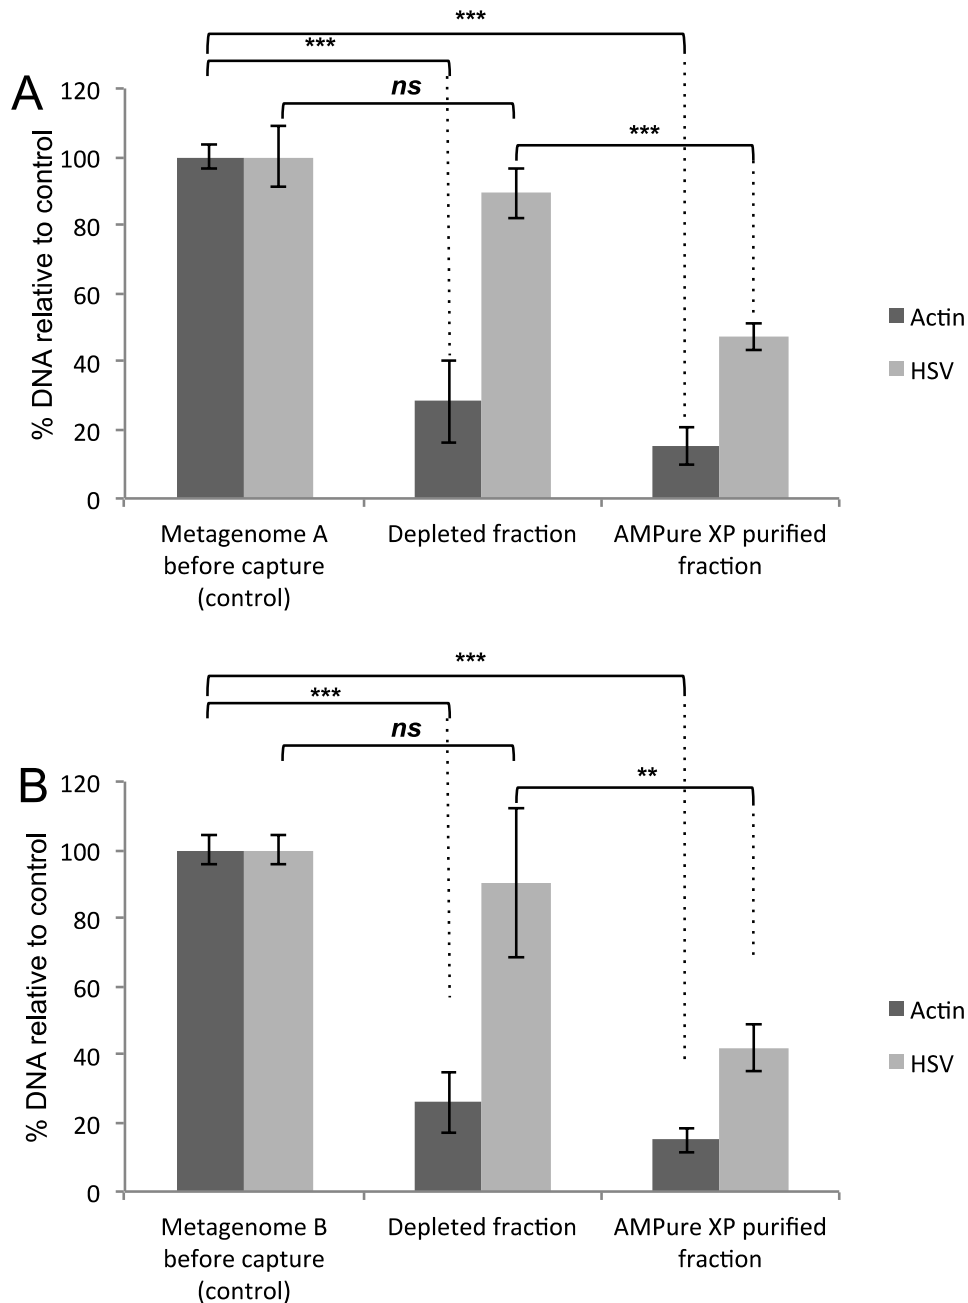 ***
***
A
ns
***
120
100
80
60
40
20
0
% DNA relative to control
Actin
HSV
Metagenome A
before capture
(control)
Depleted fraction
AMPure XP purified
fraction
***
***
ns
B
**
120
100
80
60
40
20
0
% DNA relative to control
Actin
HSV
Metagenome B
before capture
(control)
Depleted fraction
AMPure XP purified
fraction